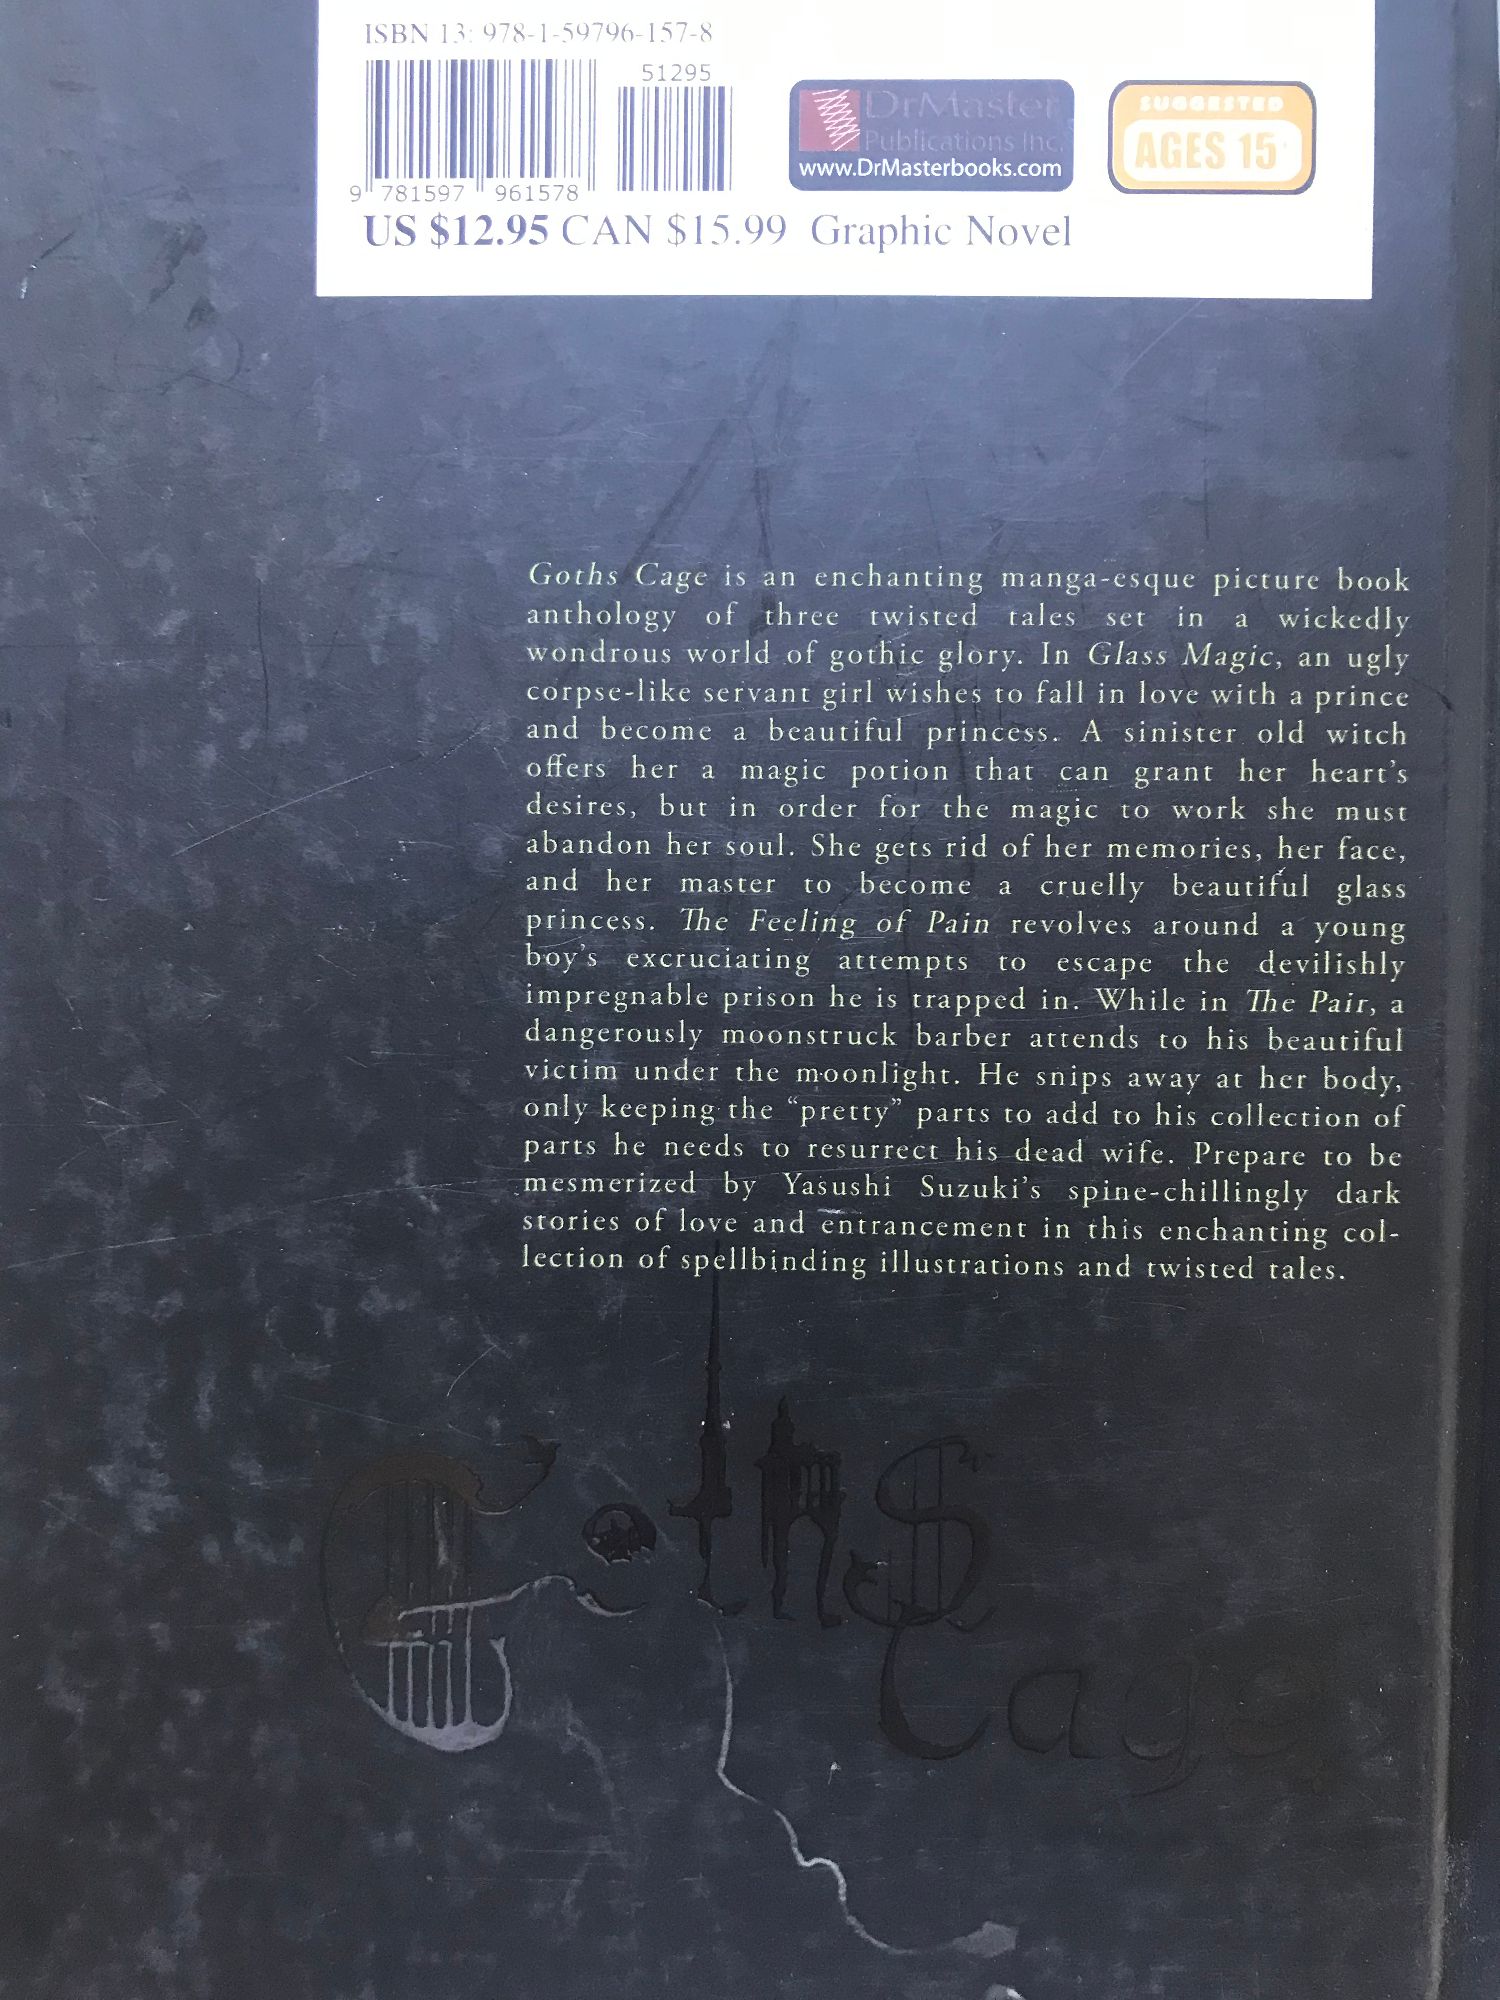 ISBN 13: 978-1-59796-157-8
51295
9 781597 961578
DrMaster
Publications Inc.
www.DrMasterbooks.com
SUGGESTED
AGES 15+
US $12.95 CAN $15.99 Graphic Novel
Goths Cage is an enchanting manga-esque picture book
anthology of three twisted tales set in a wickedly
wondrous world of gothic glory. In Glass Magic, an ugly
corpse-like servant girl wishes to fall in love with a prince
and become a beautiful princess. A sinister old witch
offers her a magic potion that can grant her heart's
desires, but in order for the magic to work she must
abandon her soul. She gets rid of her memories, her face,
and her master to become a cruelly beautiful glass
princess. The Feeling of Pain revolves around a young
boy's excruciating attempts to escape the devilishly
impregnable prison he is trapped in. While in The Pair, a
dangerously moonstruck barber attends to his beautiful
victim under the moonlight. He snips away at her body,
only keeping the “pretty” parts to add to his collection of
parts he needs to resurrect his dead wife. Prepare to be
mesmerized by Yasushi Suzuki's spine-chillingly dark
stories of love and entrancement in this enchanting col-
lection of spellbinding illustrations and twisted tales.
Goths
Cage